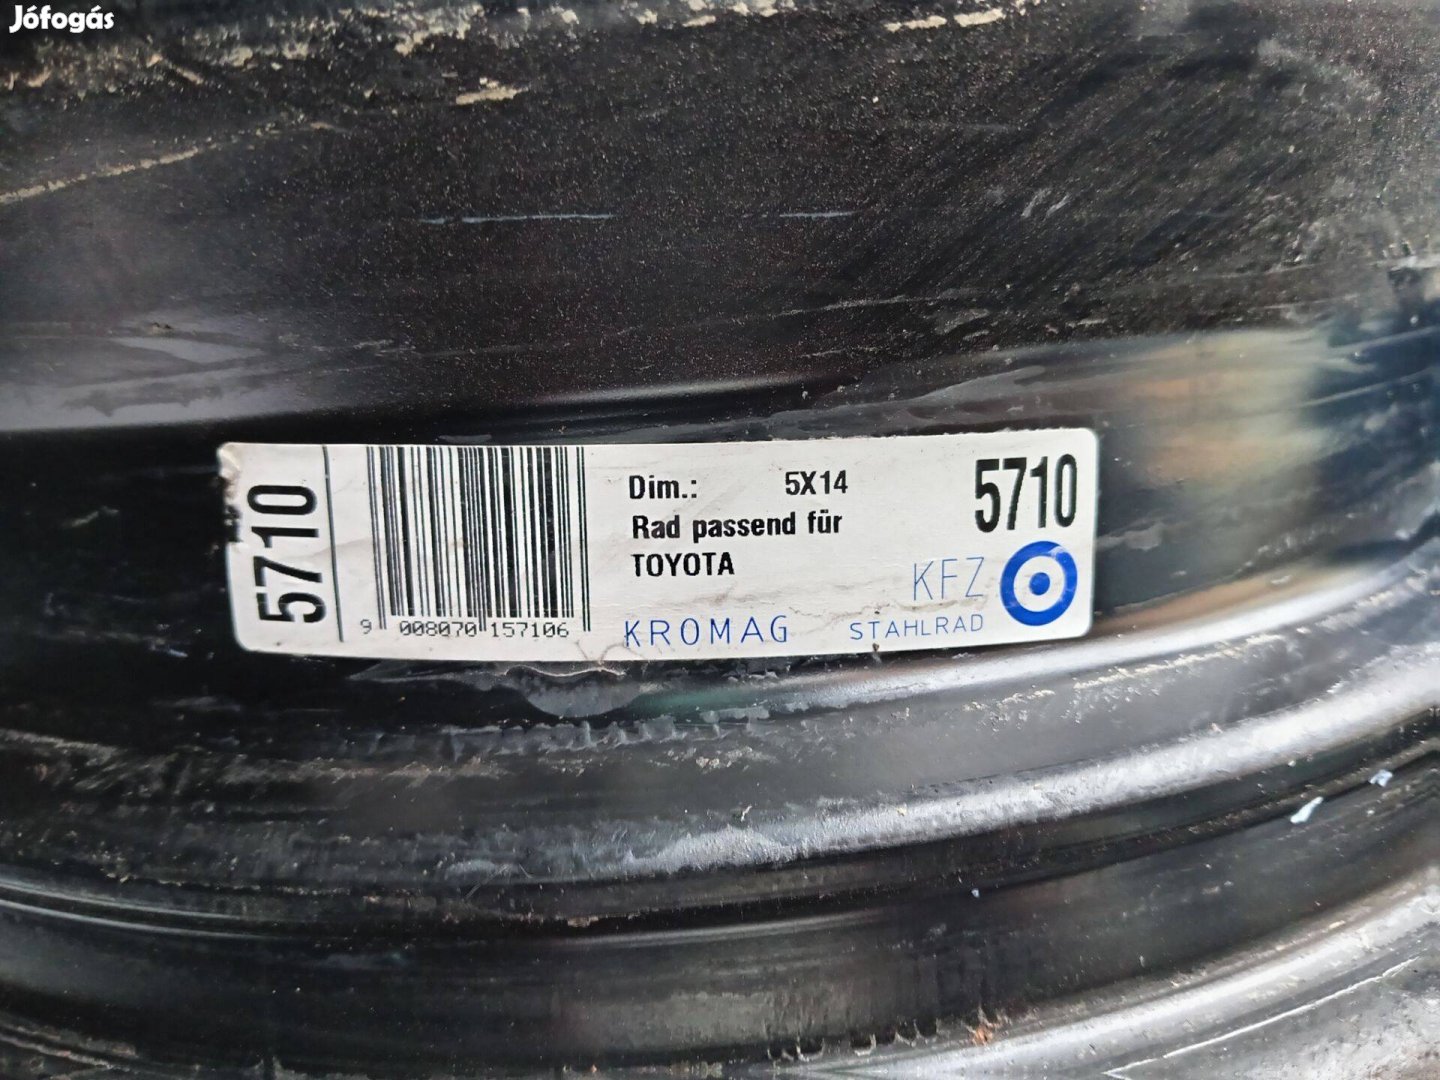 Jófogás
5710
9 008070 157106
Dim.: 5X14
Rad passend für
TOYOTA
KROMAG
5710
KFZ
STAHLRAD